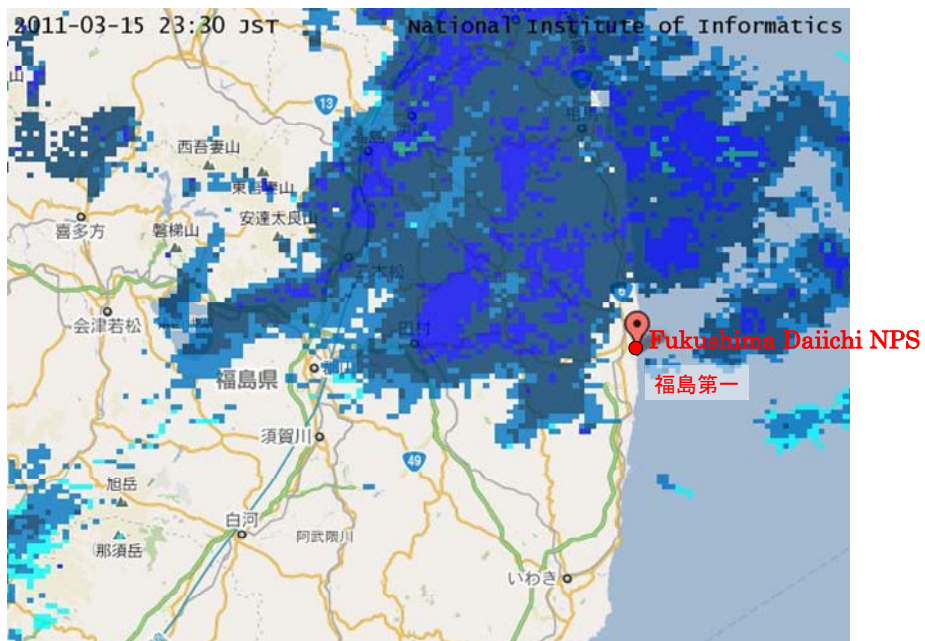 2011-03-15 23:30 JST
National Institute of Informatics
山
13
相馬
福島
西吾妻山
東吾妻山
安達太良山
喜多方
磐梯山
二本松
6
会津若松
田村
Fukushima Daiichi NPS
福島第一
郡山
福島県
須賀川
49
旭岳
白河
阿武隈川
(那須岳
いわき